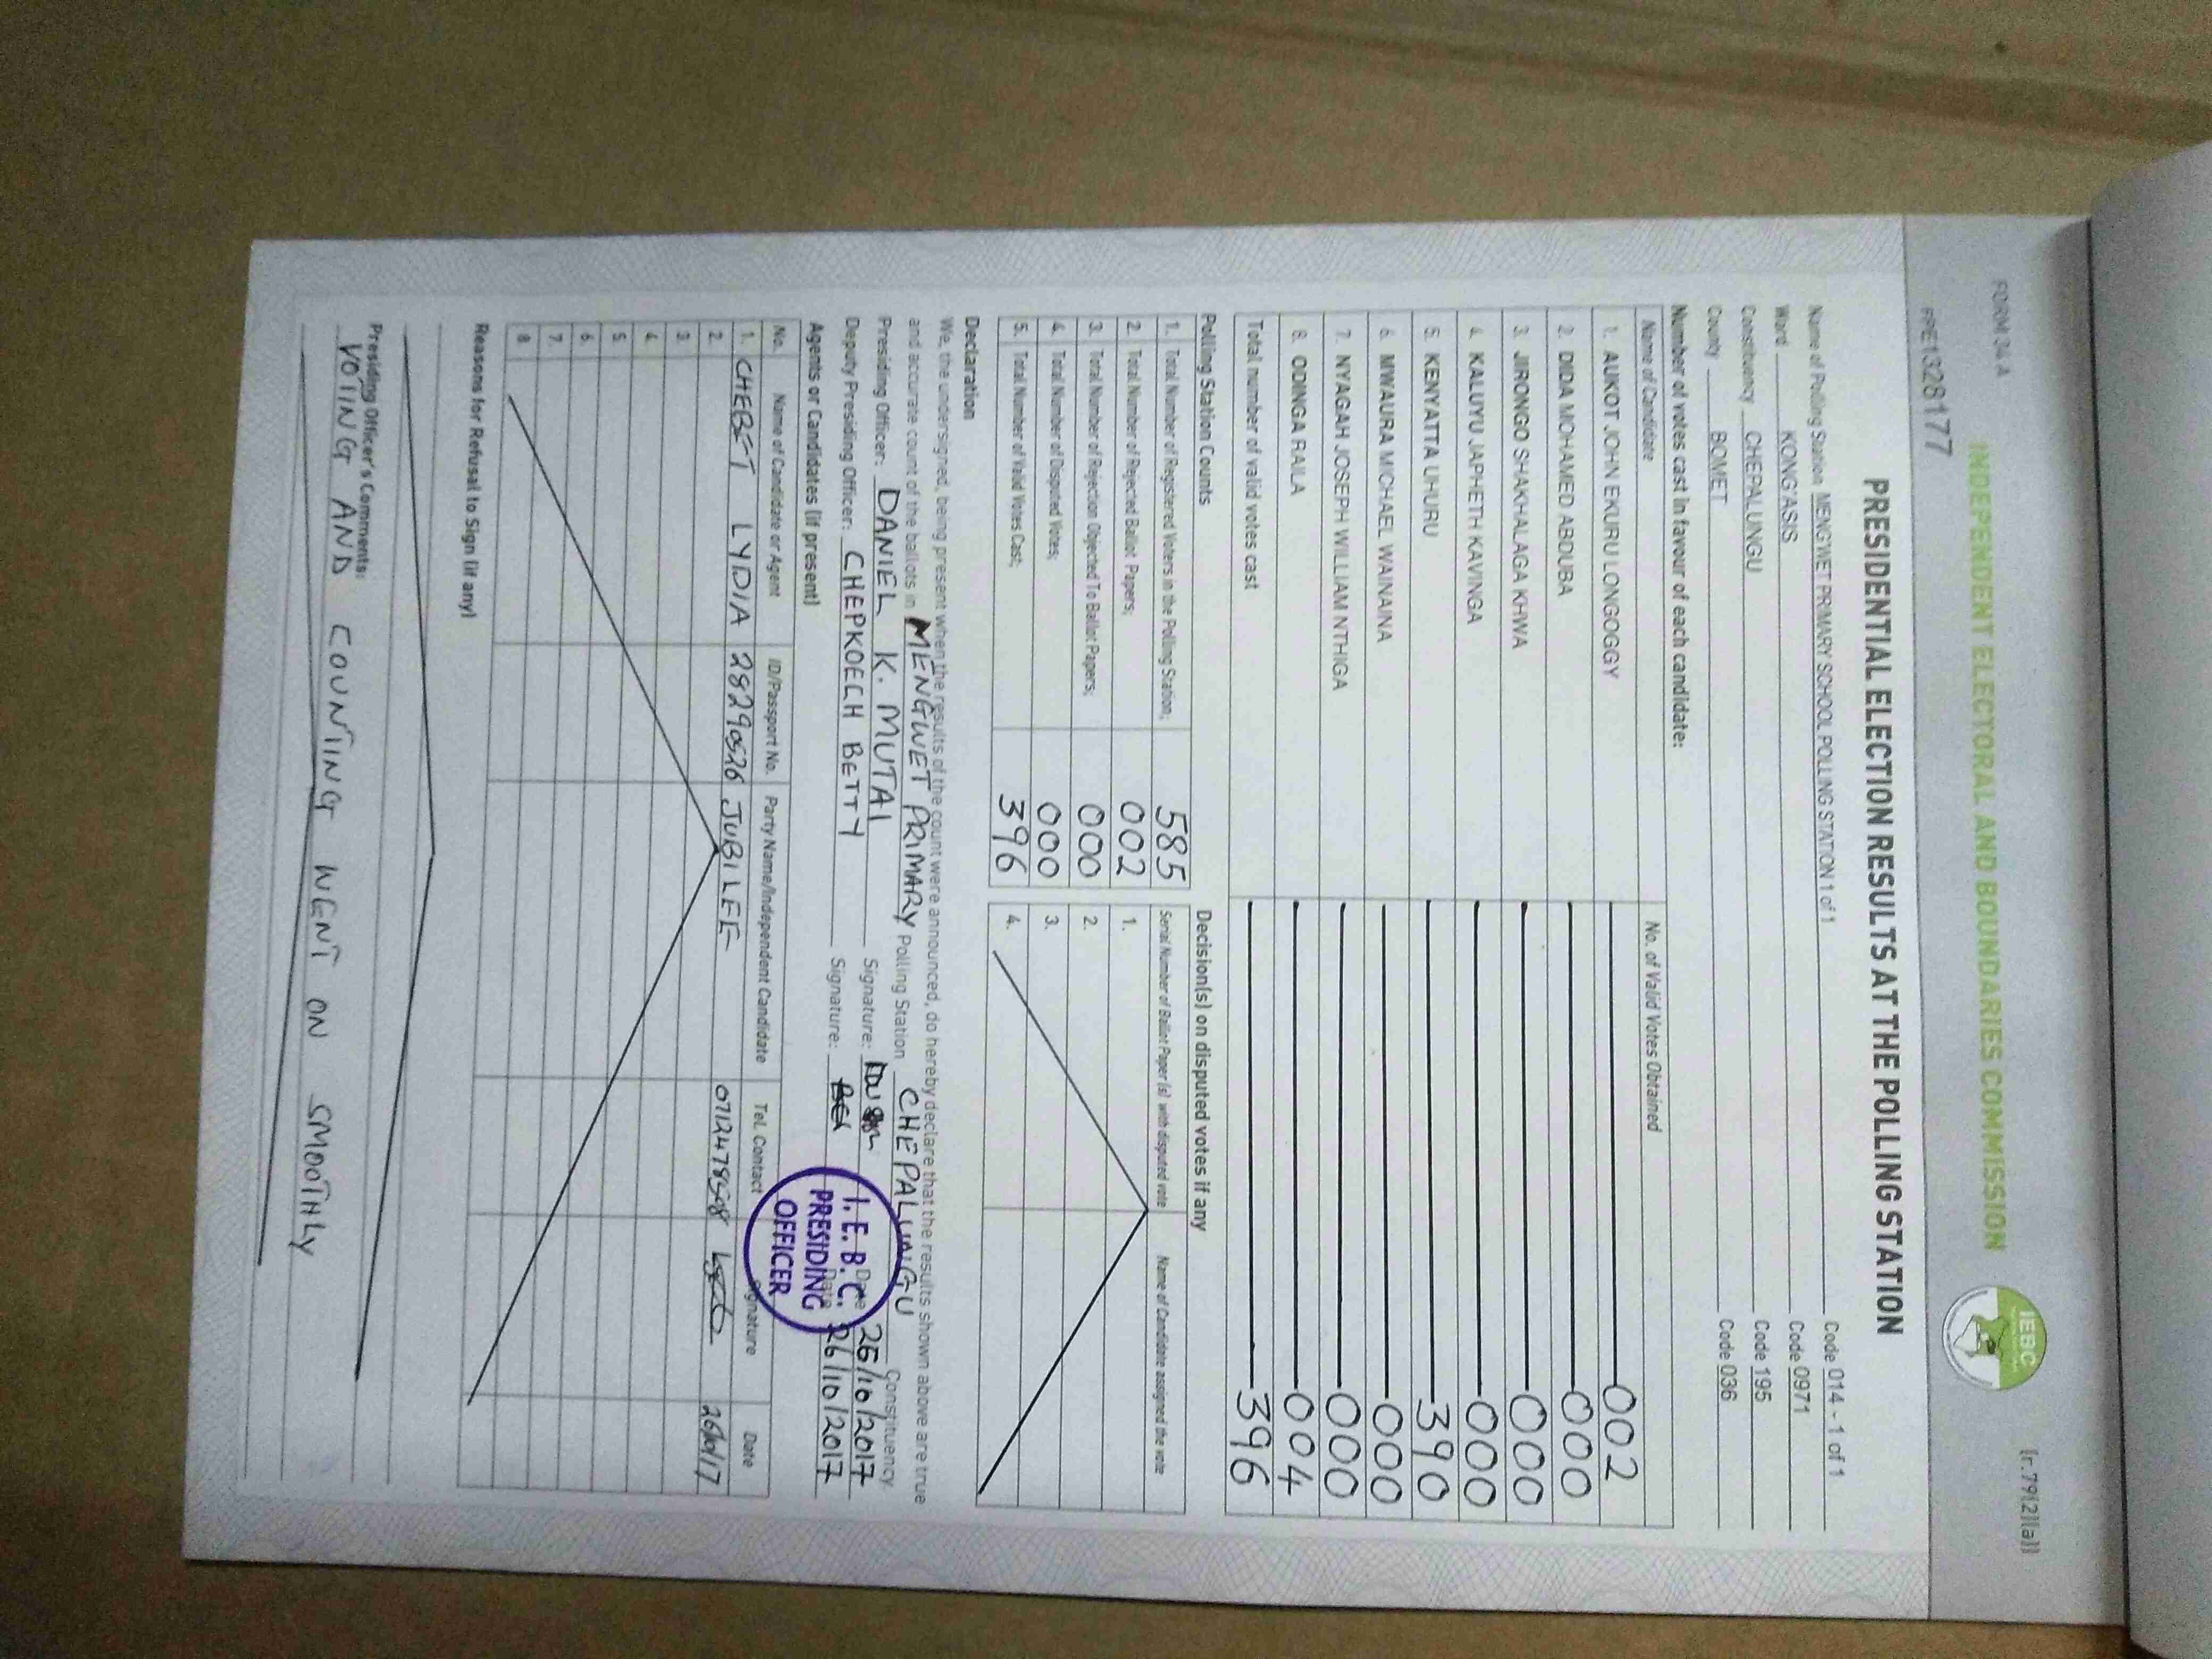 FORM 34 A
[r.79(2)(a)]
INDEPENDENT ELECTORAL AND BOUNDARIES COMMISSION
IEBC
PPE1328177
PRESIDENTIAL ELECTION RESULTS AT THE POLLING STATION
Name of Polling Station MENG'WET PRIMARY SCHOOL POLLING STATION 1 of 1 Code 014 - 1 of 1
Ward KONG'ASIS Code 0971
Constituency CHEPALUNGU Code 195
County BOMET Code 036
Number of votes cast in favour of each candidate:
Name of Candidate No. of Valid Votes Obtained
1. AUKOT JOHN EKURU LONGOGGY 002
2. DIDA MOHAMED ABDUBA 000
3. JIRONGO SHAKHALAGA KHWA 000
4. KALUYU JAPHETH KAVINGA 000
5. KENYATTA UHURU 390
6. MWAURA MICHAEL WAINAINA 000
7. NYAGAH JOSEPH WILLIAM NTHIGA 000
8. ODINGA RAILA 004
Total number of valid votes cast 396
Polling Station Counts
1. Total Number of Registered Voters in the Polling Station; 585
2. Total Number of Rejected Ballot Papers; 002
3. Total Number of Rejection Objected To Ballot Papers; 000
4. Total Number of Disputed Votes; 000
5. Total Number of Valid Votes Cast; 396
Decision(s) on disputed votes if any
Serial Number of Ballot Paper (s) with disputed vote Name of Candidate assigned the vote
1.
2.
3.
4.
Declaration
We, the undersigned, being present when the results of the count were announced, do hereby declare that the results shown above are true
and accurate count of the ballots in MENGWET PRIMARY Polling Station CHEPALUNGU Constituency
Presiding Officer: DANIEL K. MUTAI Signature: Date 26/10/2017
Deputy Presiding Officer: CHEPKOECH BETTY Signature: Date 26/10/2017
I. E. B. C.
PRESIDING
OFFICER
Agents or Candidates (if present)
No. Name of Candidate or Agent ID/Passport No. Party Name/Independent Candidate Tel. Contact Signature Date
1. CHEBET LYDIA 28290526 JUBILEE 0712478508 26/10/17
2.
3.
4.
5.
6.
7.
8
Reasons for Refusal to Sign (if any)
Presiding Officer's Comments:
VOTING AND COUNTING WENT ON SMOOTHLY